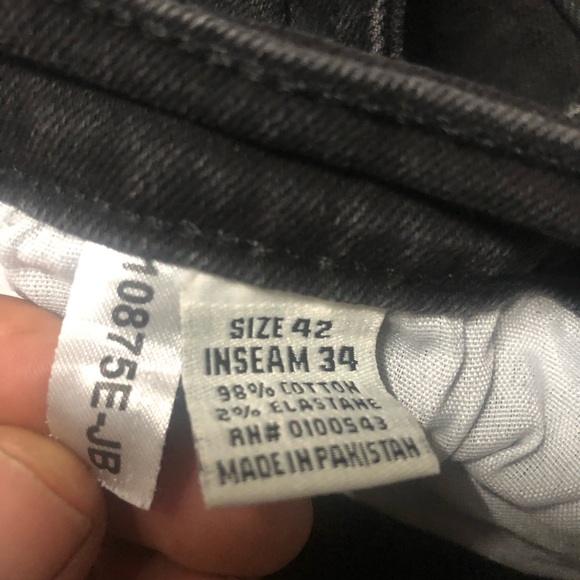 10875E-JB
SIZE 42
INSEAM 34
98% COTTON
2% ELASTANE
RN# 0100543
MADE IN PAKISTAN